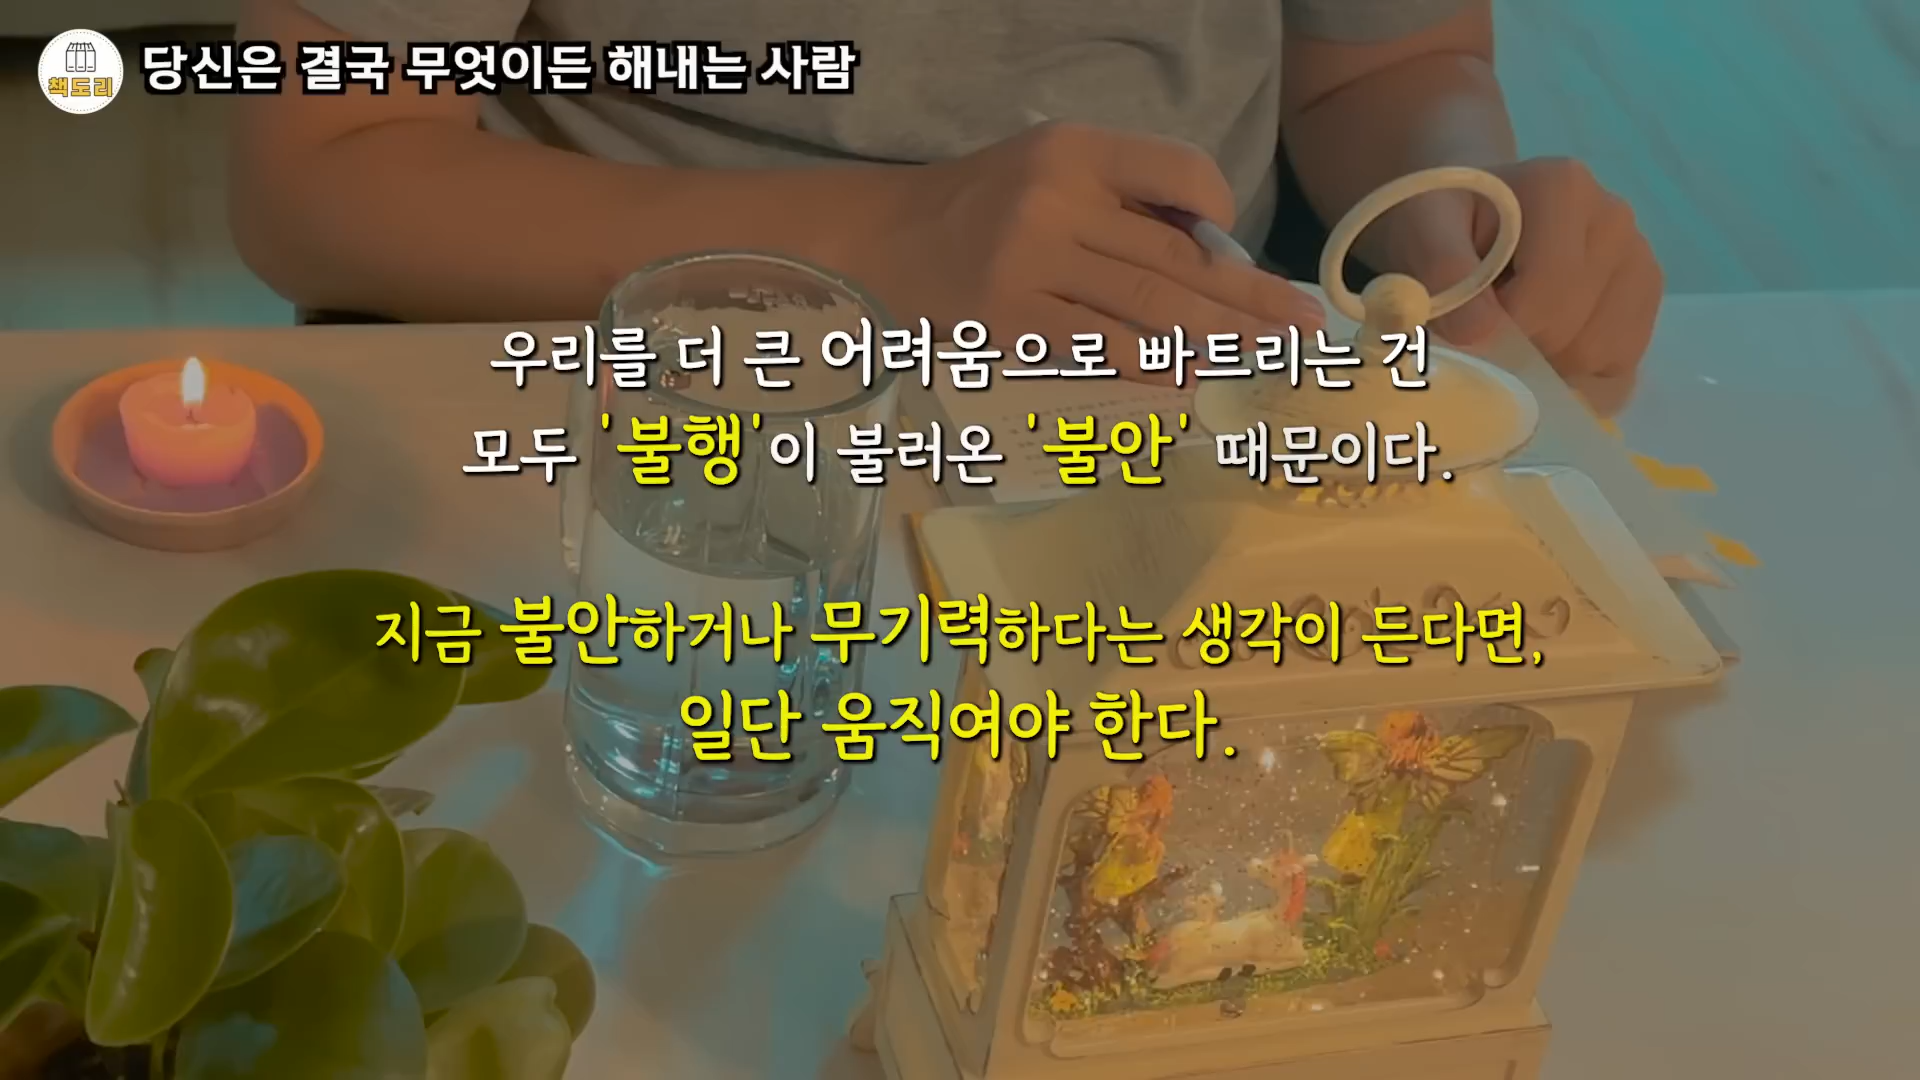 책도리
당신은 결국 무엇이든 해내는 사람
우리를 더 큰 어려움으로 빠트리는 건
모두 '불행'이 불러온 '불안' 때문이다.
지금 불안하거나 무기력하다는 생각이 든다면,
일단 움직여야 한다.